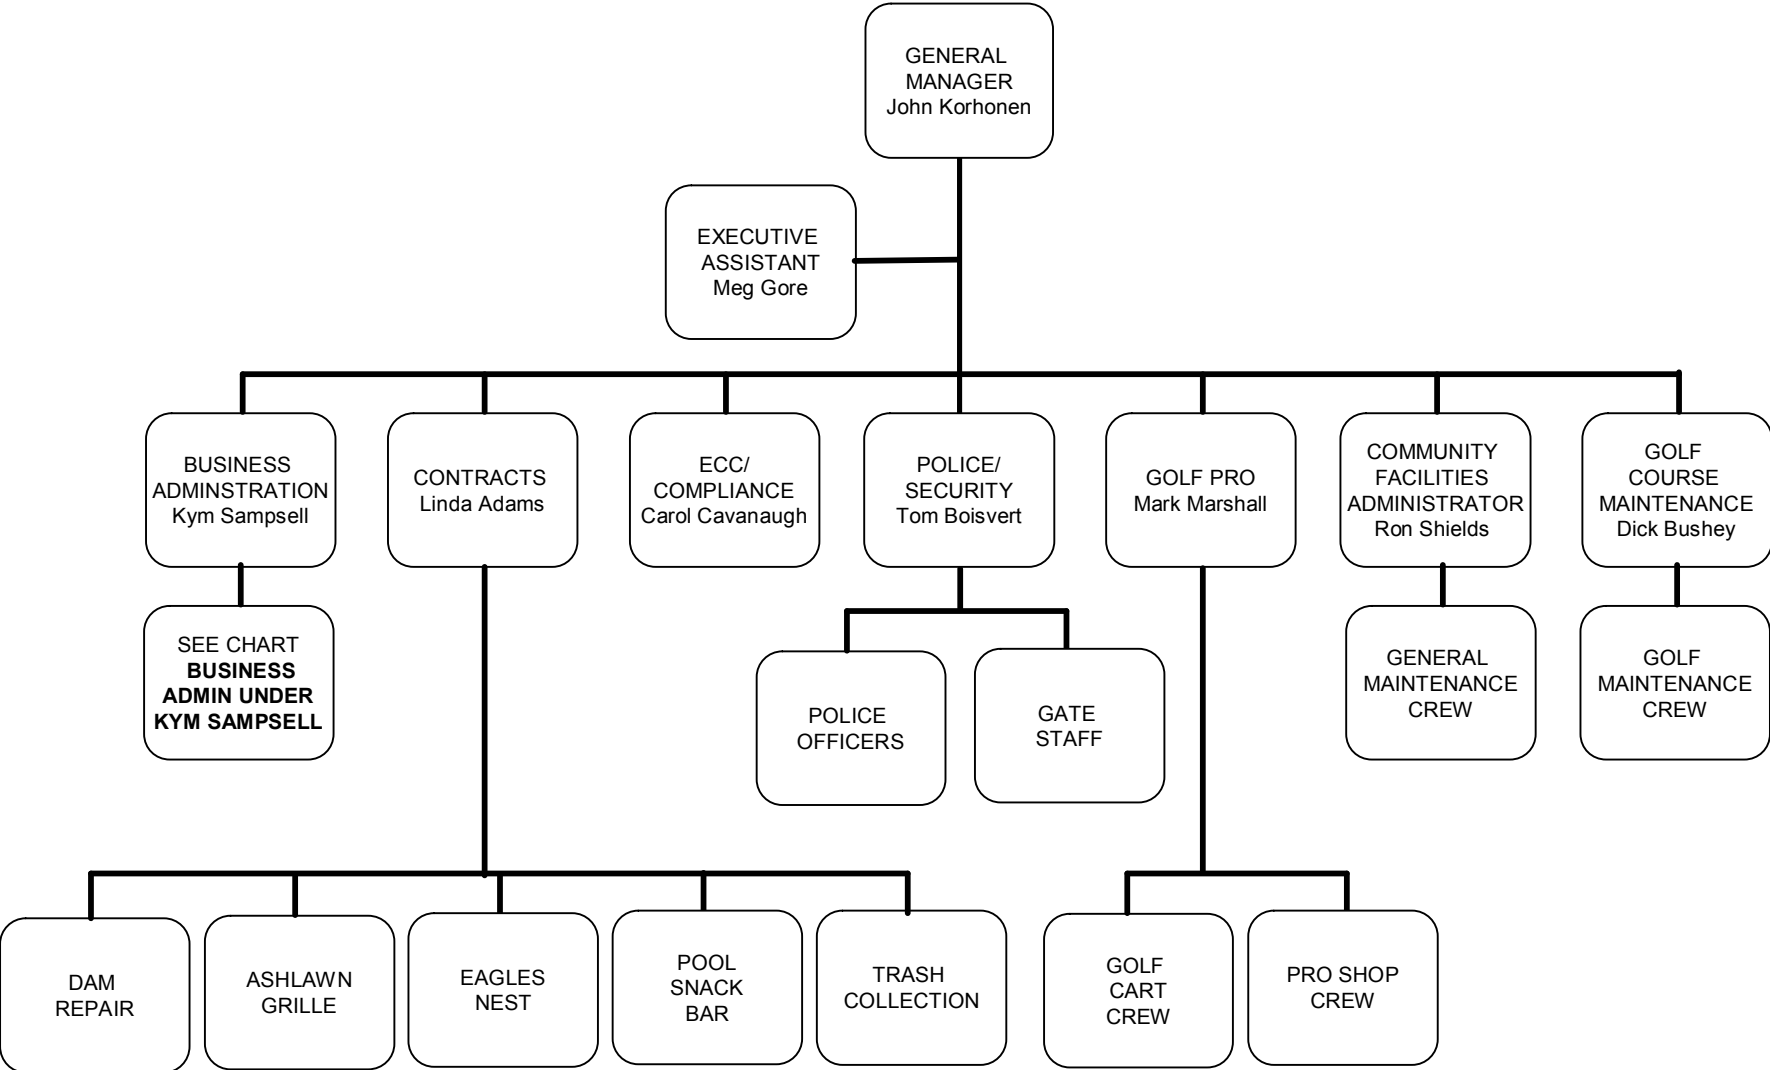 GENERAL
MANAGER
John Korhonen
EXECUTIVE
ASSISTANT
Meg Gore
BUSINESS
ADMINSTRATION
Kym Sampsell
CONTRACTS
Linda Adams
ECC/
COMPLIANCE
Carol Cavanaugh
POLICE/
SECURITY
Tom Boisvert
GOLF PRO
Mark Marshall
COMMUNITY
FACILITIES
ADMINISTRATOR
Ron Shields
GOLF
COURSE
MAINTENANCE
Dick Bushey
SEE CHART
BUSINESS
ADMIN UNDER
KYM SAMPSELL
POLICE
OFFICERS
GATE
STAFF
GENERAL
MAINTENANCE
CREW
GOLF
MAINTENANCE
CREW
DAM
REPAIR
ASHLAWN
GRILLE
EAGLES
NEST
POOL
SNACK
BAR
TRASH
COLLECTION
GOLF
CART
CREW
PRO SHOP
CREW